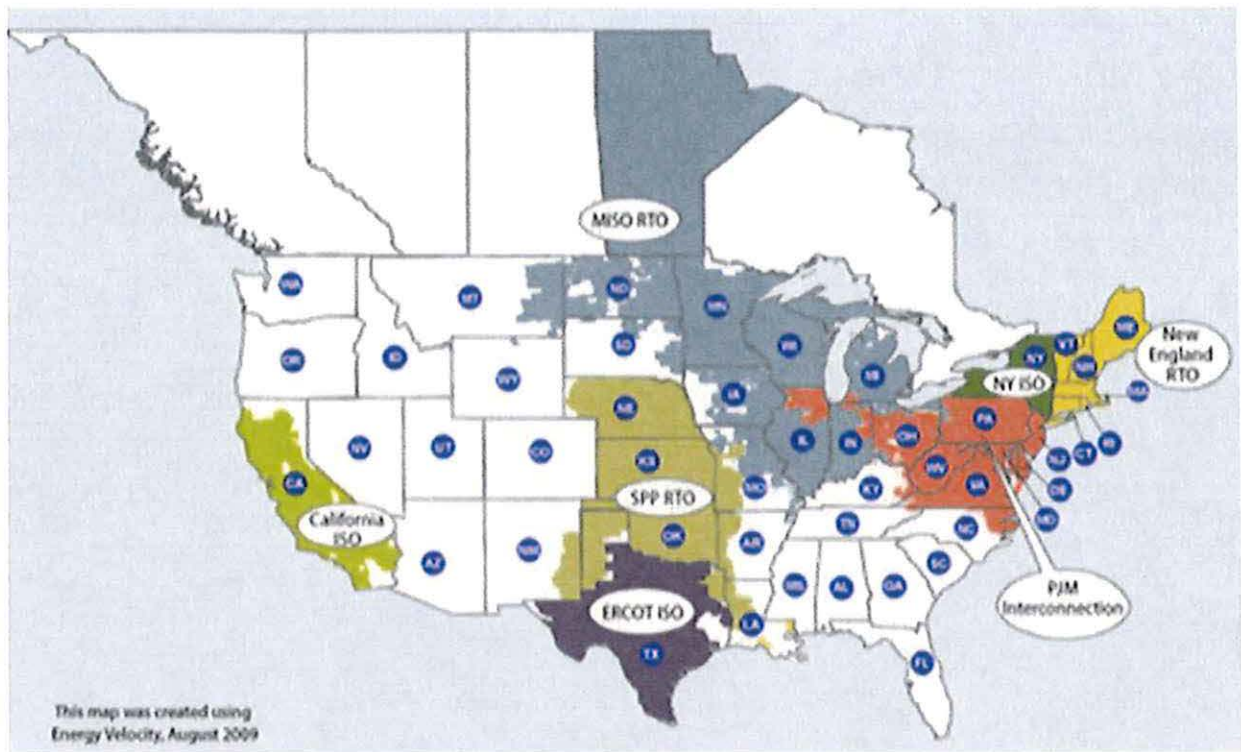 MISO RTO
WA
MT
ND
MN
OR
ID
SD
WI
WY
MI
ME
New
England
RTO
VT
NY
NH
NY ISO
MA
IA
NE
PA
NV
UT
CO
IL
IN
OH
WV
VA
NJ
CT
RI
KS
MO
KY
DE
MD
CA
California
ISO
SPP RTO
AZ
NM
OK
AR
TN
NC
SC
MS
AL
GA
PJM
Interconnection
ERCOT ISO
TX
LA
FL
This map was created using
Energy Velocity, August 2009